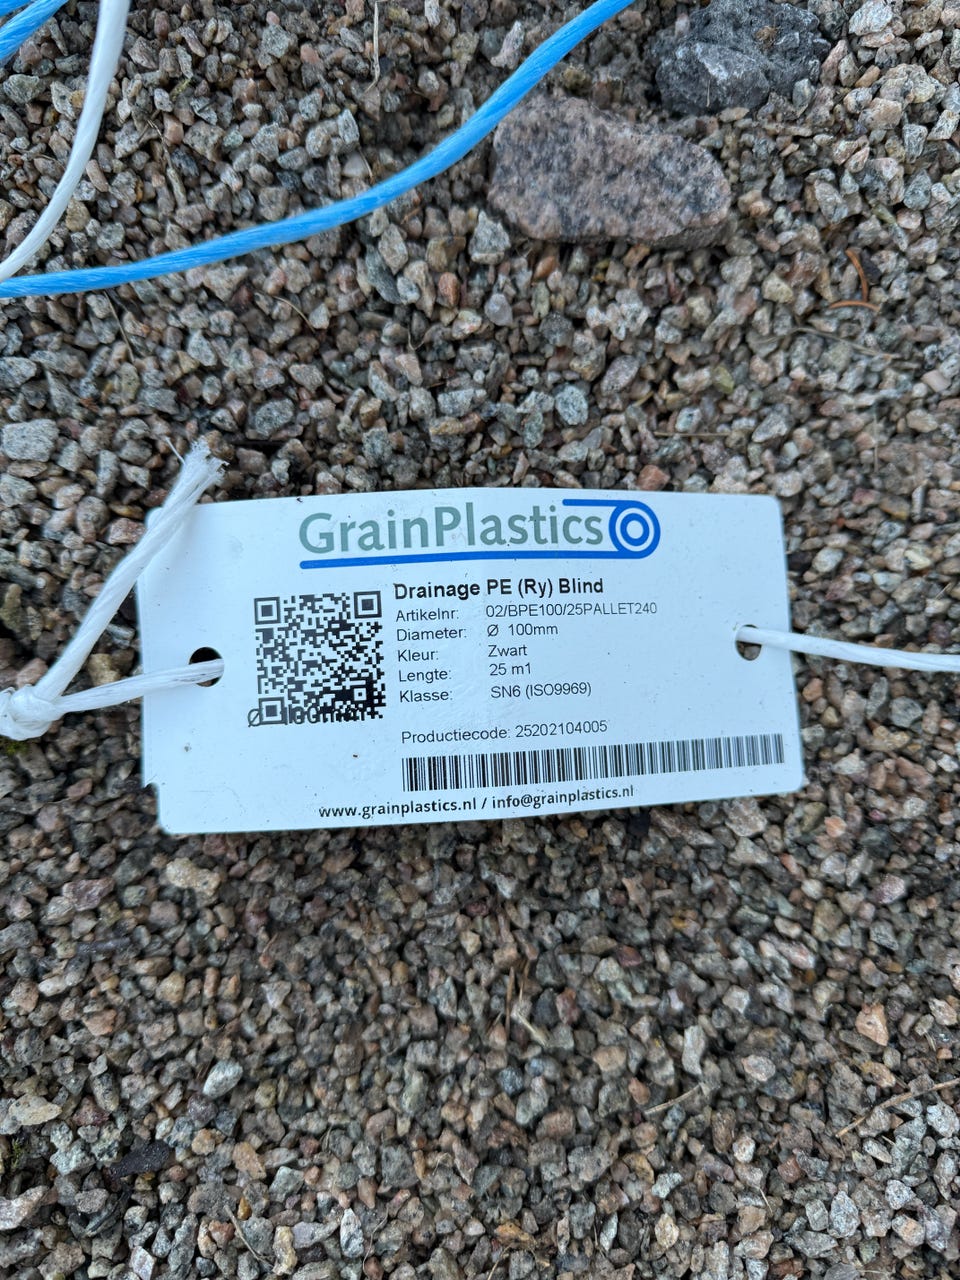 GrainPlastics
Drainage PE (Ry) Blind
Artikelnr: 02/BPE100/25PALLET240
Diameter: Ø 100mm
Kleur: Zwart
Lengte: 25 m1
Klasse: SN6 (ISO9969)
Ø 100mm
Productiecode: 25202104005
www.grainplastics.nl / info@grainplastics.nl